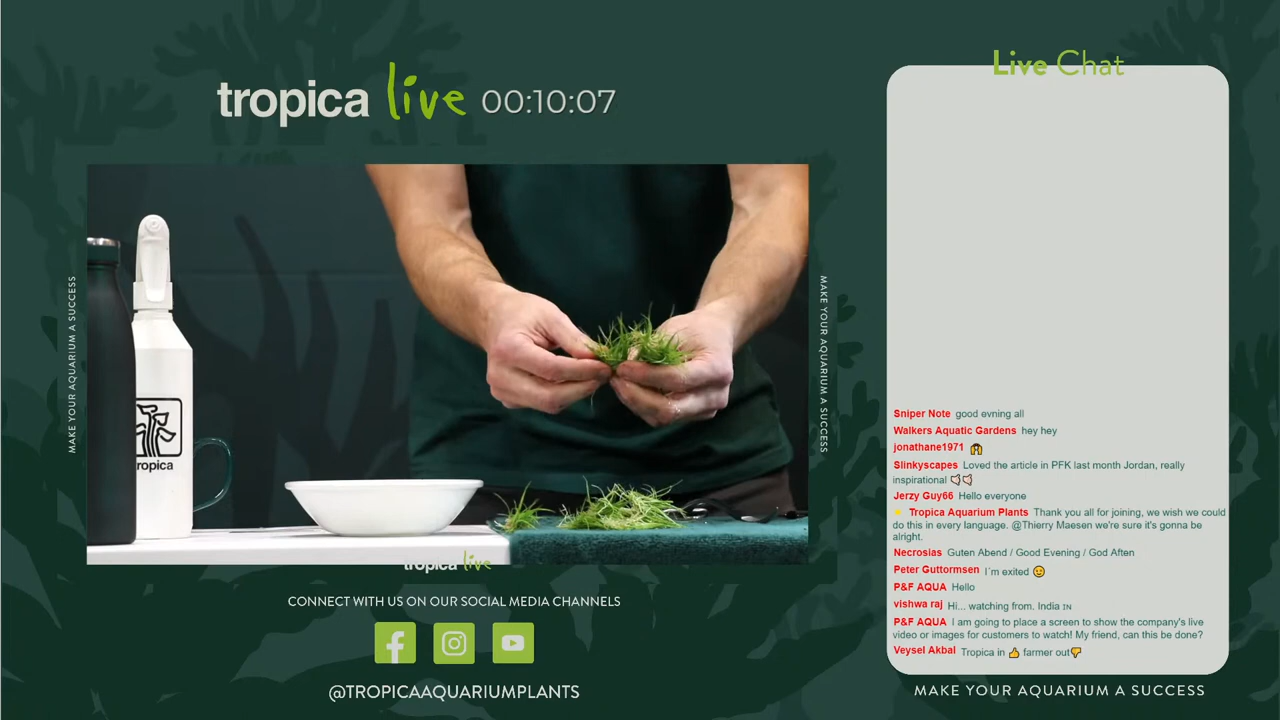 Live Chat
tropica live 00:10:07
MAKE YOUR AQUARIUM A SUCCESS
MAKE YOUR AQUARIUM A SUCCESS
tropica
tropica live
CONNECT WITH US ON OUR SOCIAL MEDIA CHANNELS
@TROPICAAQUARIUMPLANTS
Sniper Note good evning all
Walkers Aquatic Gardens hey hey
jonathane1971
Slinkyscapes Loved the article in PFK last month Jordan, really
inspirational
Jerzy Guy66 Hello everyone
Tropica Aquarium Plants Thank you all for joining, we wish we could
do this in every language. @Thierry Maesen we're sure it's gonna be
alright.
Necrosias Guten Abend / Good Evening / God Aften
Peter Guttormsen I´m exited 😉
P&F AQUA Hello
vishwa raj Hi... watching from. India IN
P&F AQUA I am going to place a screen to show the company's live
video or images for customers to watch! My friend, can this be done?
Veysel Akbal Tropica in 👍 farmer out👎
MAKE YOUR AQUARIUM A SUCCESS